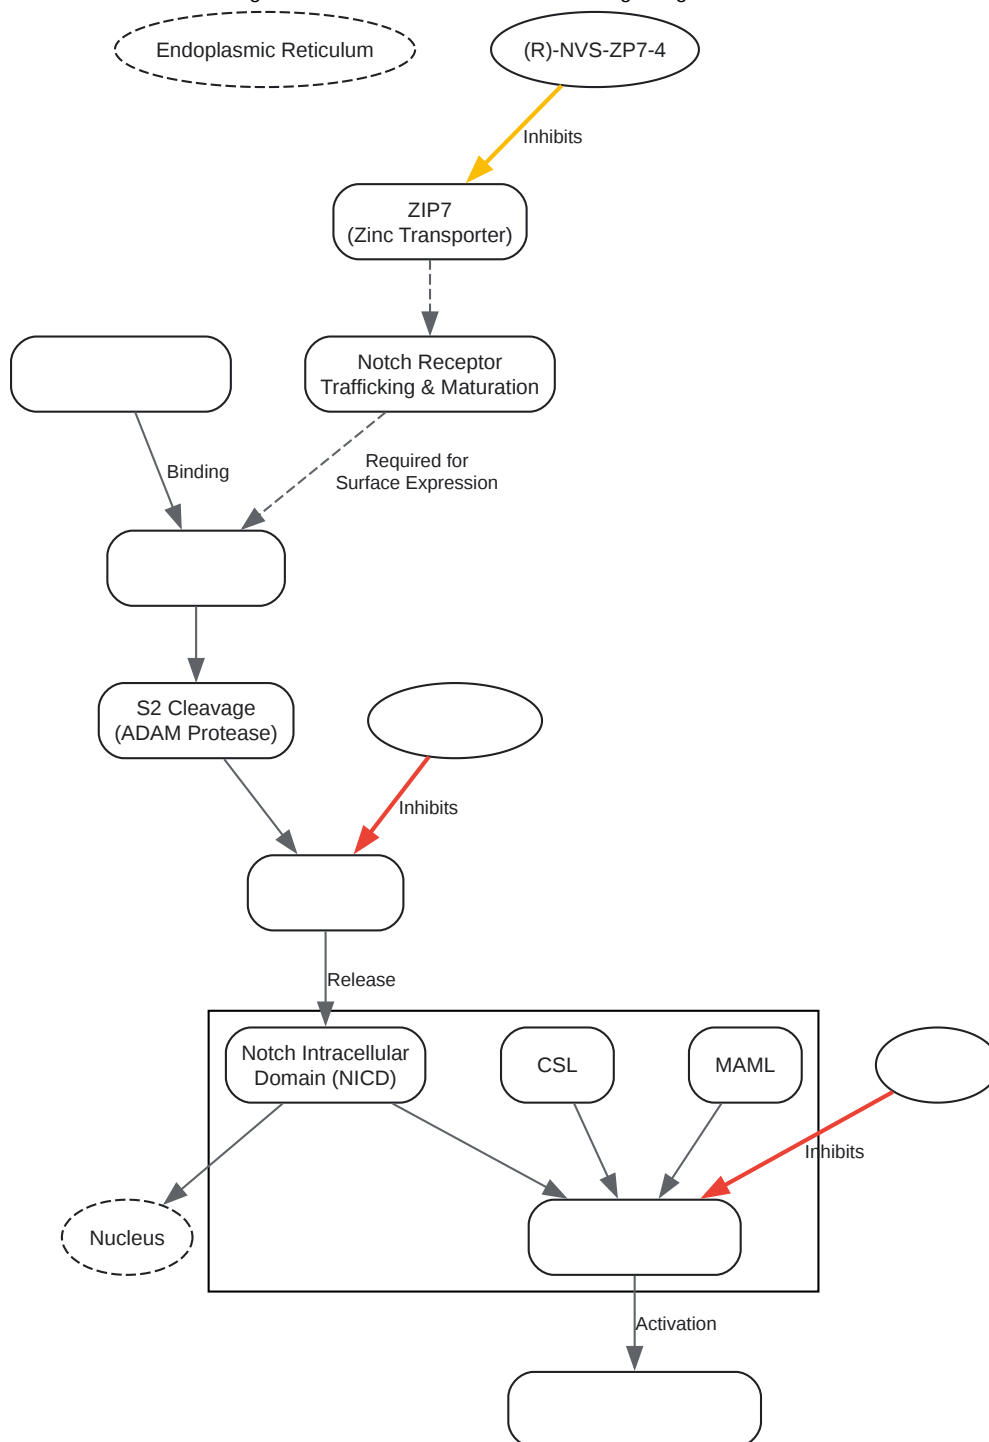 Endoplasmic Reticulum
(R)-NVS-ZP7-4
Inhibits
ZIP7
(Zinc Transporter)
Notch Receptor
Trafficking & Maturation
Binding
Required for
Surface Expression
S2 Cleavage
(ADAM Protease)
Inhibits
Release
Notch Intracellular
Domain (NICD)
CSL
MAML
Inhibits
Nucleus
Activation